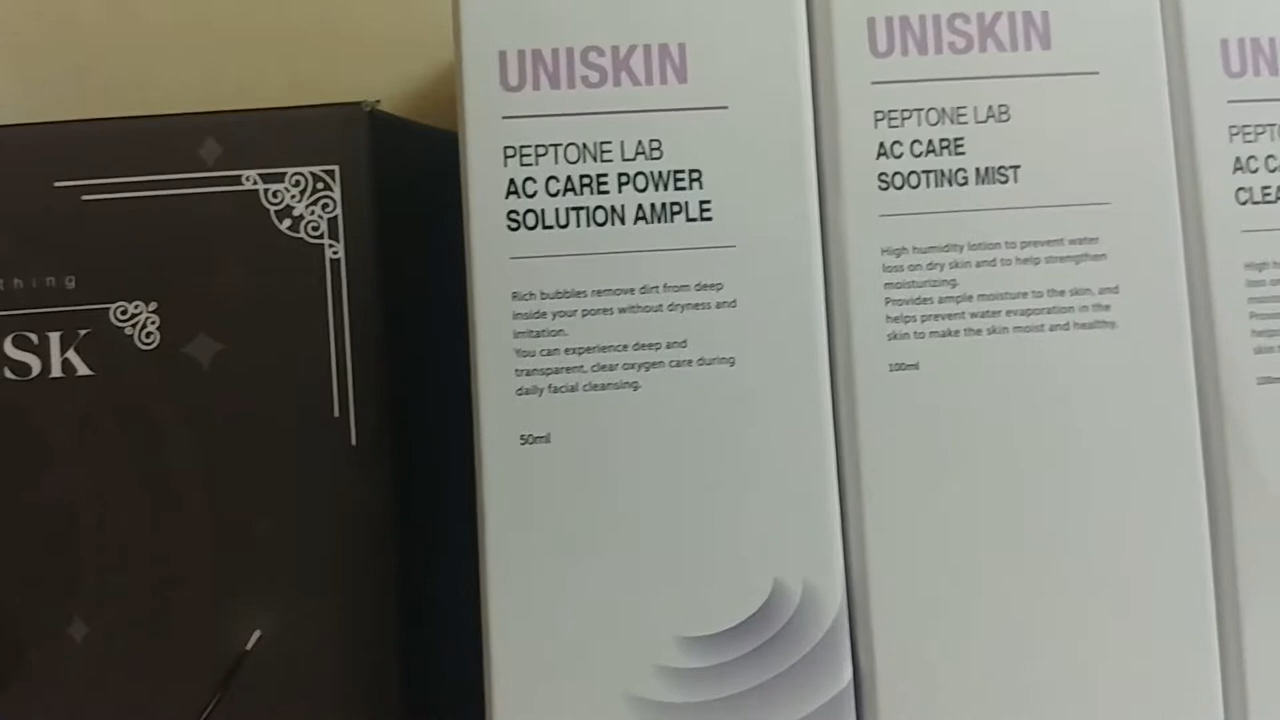 thing
SK
UNISKIN
PEPTONE LAB
AC CARE POWER
SOLUTION AMPLE
Rich bubbles remove dirt from deep
inside your pores without dryness and
irritation.
You can experience deep and
transparent, clear oxygen care during
daily facial cleansing.
50ml
UNISKIN
PEPTONE LAB
AC CARE
SOOTING MIST
High humidity lotion to prevent water
loss on dry skin and to help strengthen
moisturizing.
Provides ample moisture to the skin, and
helps prevent water evaporation in the
skin to make the skin moist and healthy.
100ml
UN
PEPT
AC C
CLEA